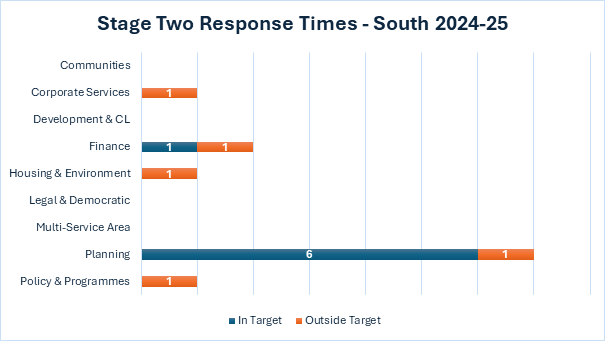 Stage Two Response Times - South 2024-25
Communities
Corporate Services 1
Development & CL
Finance 1 1
Housing & Environment 1
Legal & Democratic
Multi-Service Area
Planning 6 1
Policy & Programmes 1
In Target Outside Target